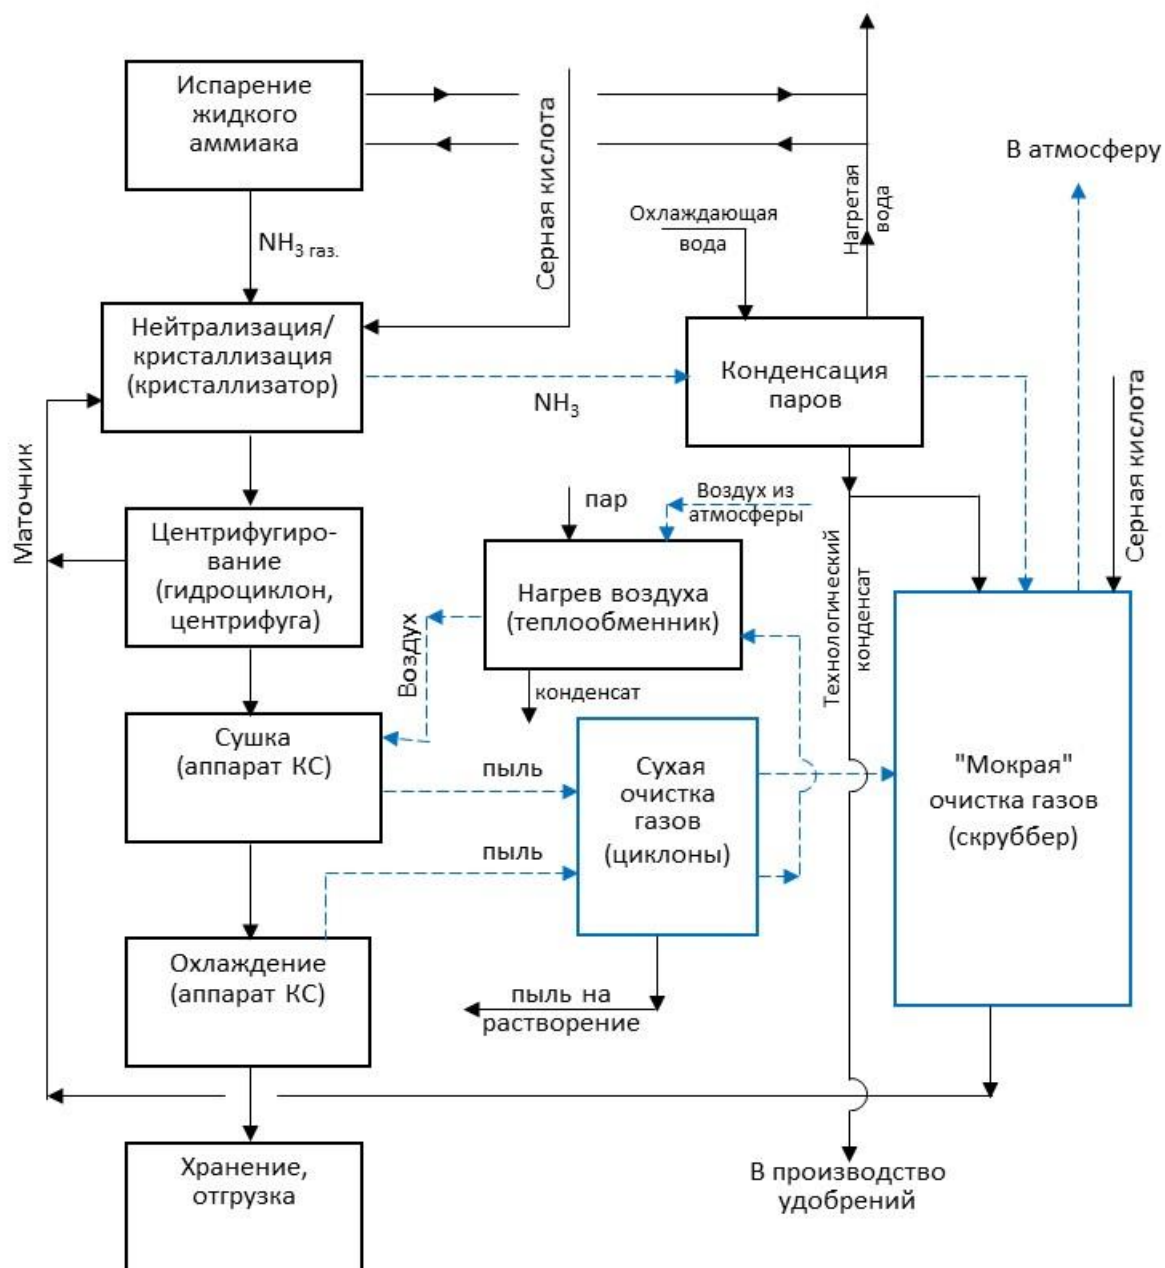 Испарение
жидкого
аммиака
Серная кислота
В атмосферу
NH3 газ.
Охлаждающая
вода
Нагретая
вода
Нейтрализация/
кристаллизация
(кристаллизатор)
NH3
Конденсация
паров
Серная кислота
Маточник
Центрифугиро-
вание
(гидроциклон,
центрифуга)
пар
Воздух из
атмосферы
Нагрев воздуха
(теплообменник)
Воздух
конденсат
Технологический
конденсат
Сушка
(аппарат КС)
пыль
пыль
Сухая
очистка
газов
(циклоны)
"Мокрая"
очистка газов
(скруббер)
Охлаждение
(аппарат КС)
пыль на
растворение
Хранение,
отгрузка
В производство
удобрений